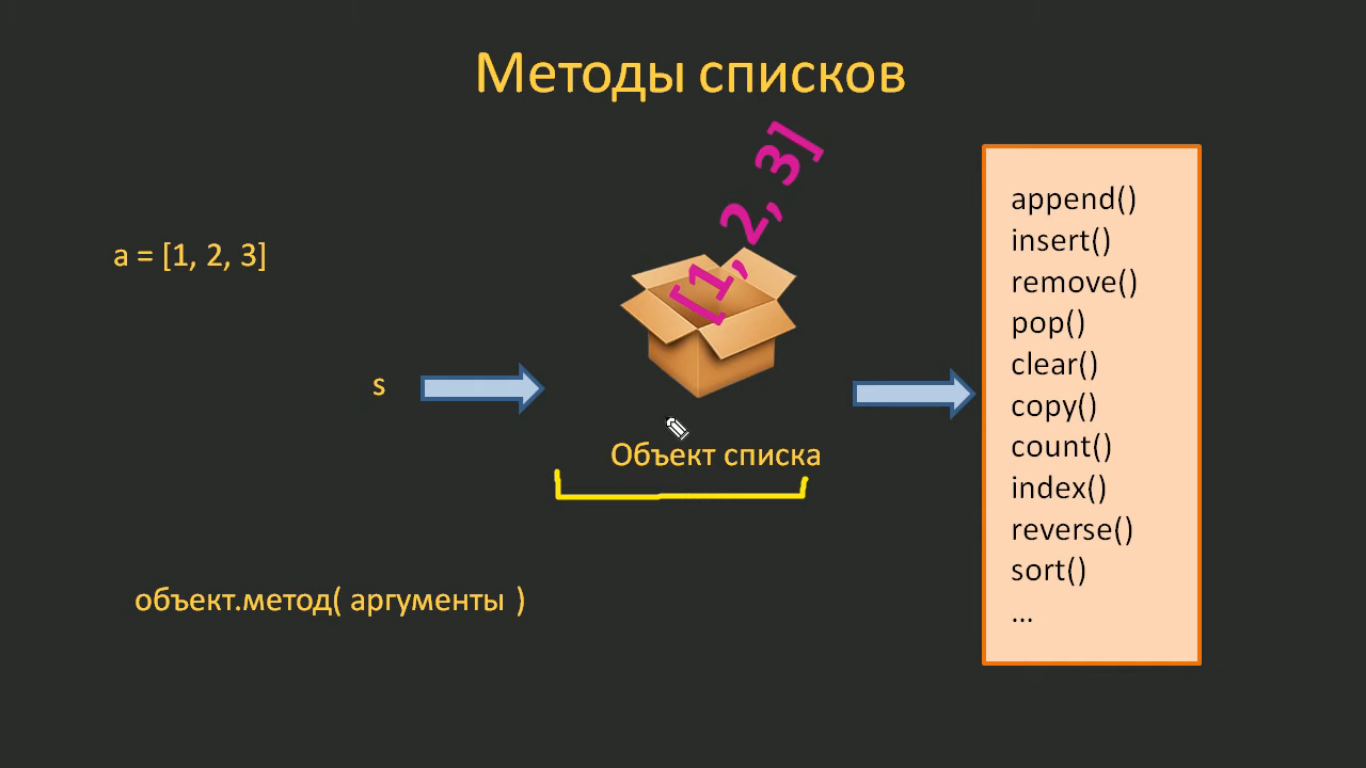 Методы списков
a = [1, 2, 3]
[1, 2, 3]
s
Объект списка
объект.метод( аргументы )
append()
insert()
remove()
pop()
clear()
copy()
count()
index()
reverse()
sort()
...